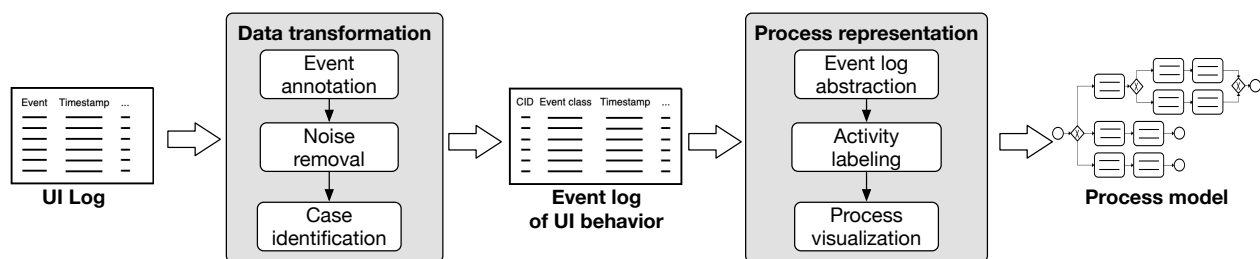 Event Timestamp ...
UI Log
Data transformation
Event
annotation
Noise
removal
Case
identification
CID Event class Timestamp ...
Event log
of UI behavior
Process representation
Event log
abstraction
Activity
labeling
Process
visualization
X
X
X
Process model